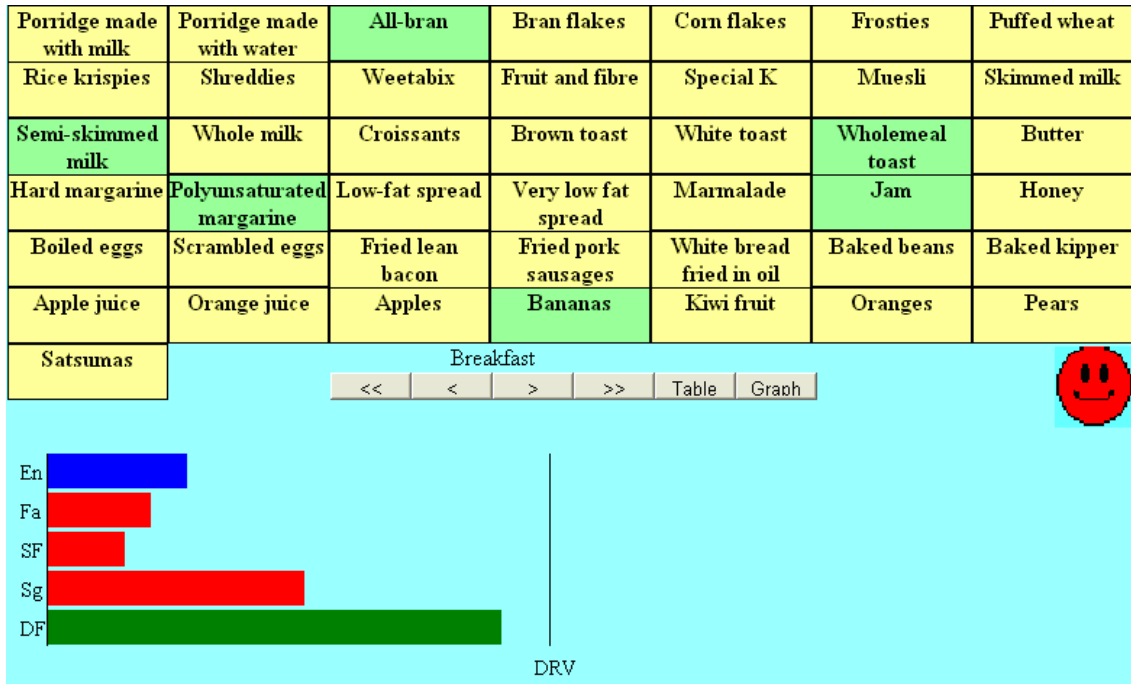 Porridge made with milk
Porridge made with water
All-bran
Bran flakes
Corn flakes
Frosties
Puffed wheat
Rice krispies
Shreddies
Weetabix
Fruit and fibre
Special K
Muesli
Skimmed milk
Semi-skimmed milk
Whole milk
Croissants
Brown toast
White toast
Wholemeal toast
Butter
Hard margarine
Polyunsaturated margarine
Low-fat spread
Very low fat spread
Marmalade
Jam
Honey
Boiled eggs
Scrambled eggs
Fried lean bacon
Fried pork sausages
White bread fried in oil
Baked beans
Baked kipper
Apple juice
Orange juice
Apples
Bananas
Kiwi fruit
Oranges
Pears
Satsumas
Breakfast
<< < > >> Table Graph
En
Fa
SF
Sg
DF
DRV